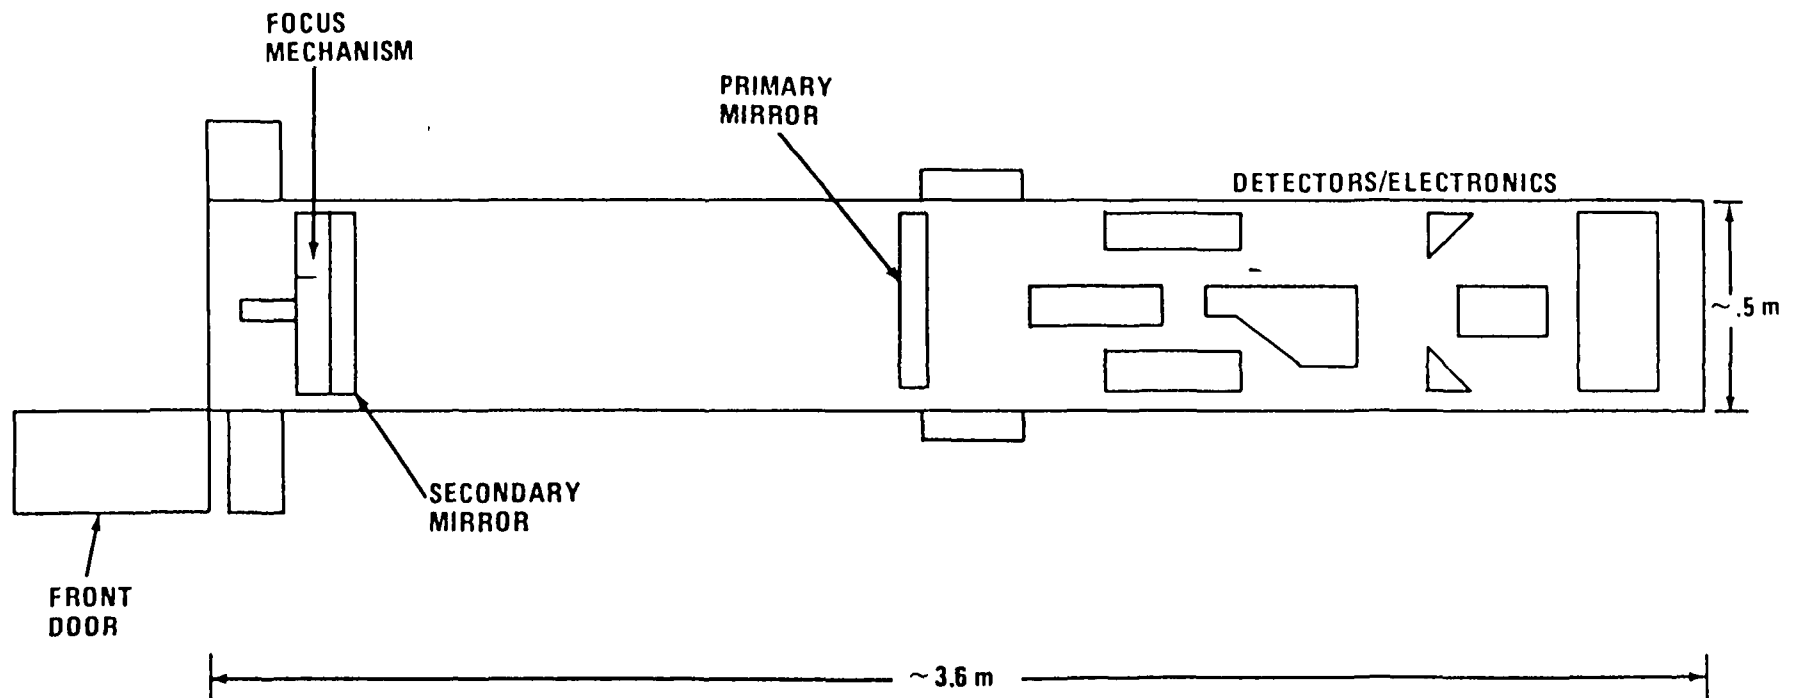 FOCUS
MECHANISM
PRIMARY
MIRROR
DETECTORS/ELECTRONICS
~ .5 m
SECONDARY
MIRROR
FRONT
DOOR
~ 3.6 m